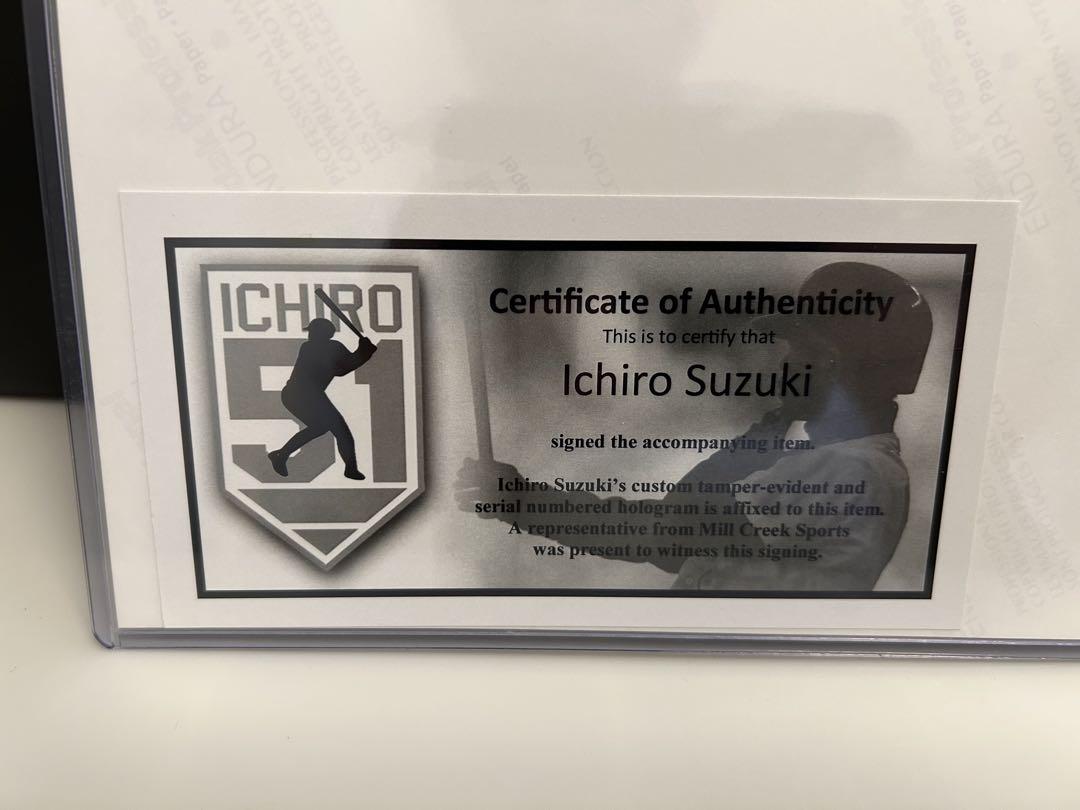 ICHIRO
51
Certificate of Authenticity
This is to certify that
Ichiro Suzuki
signed the accompanying item.
Ichiro Suzuki's custom tamper-evident and
serial numbered hologram is affixed to this item.
A representative from Mill Creek Sports
was present to witness this signing.